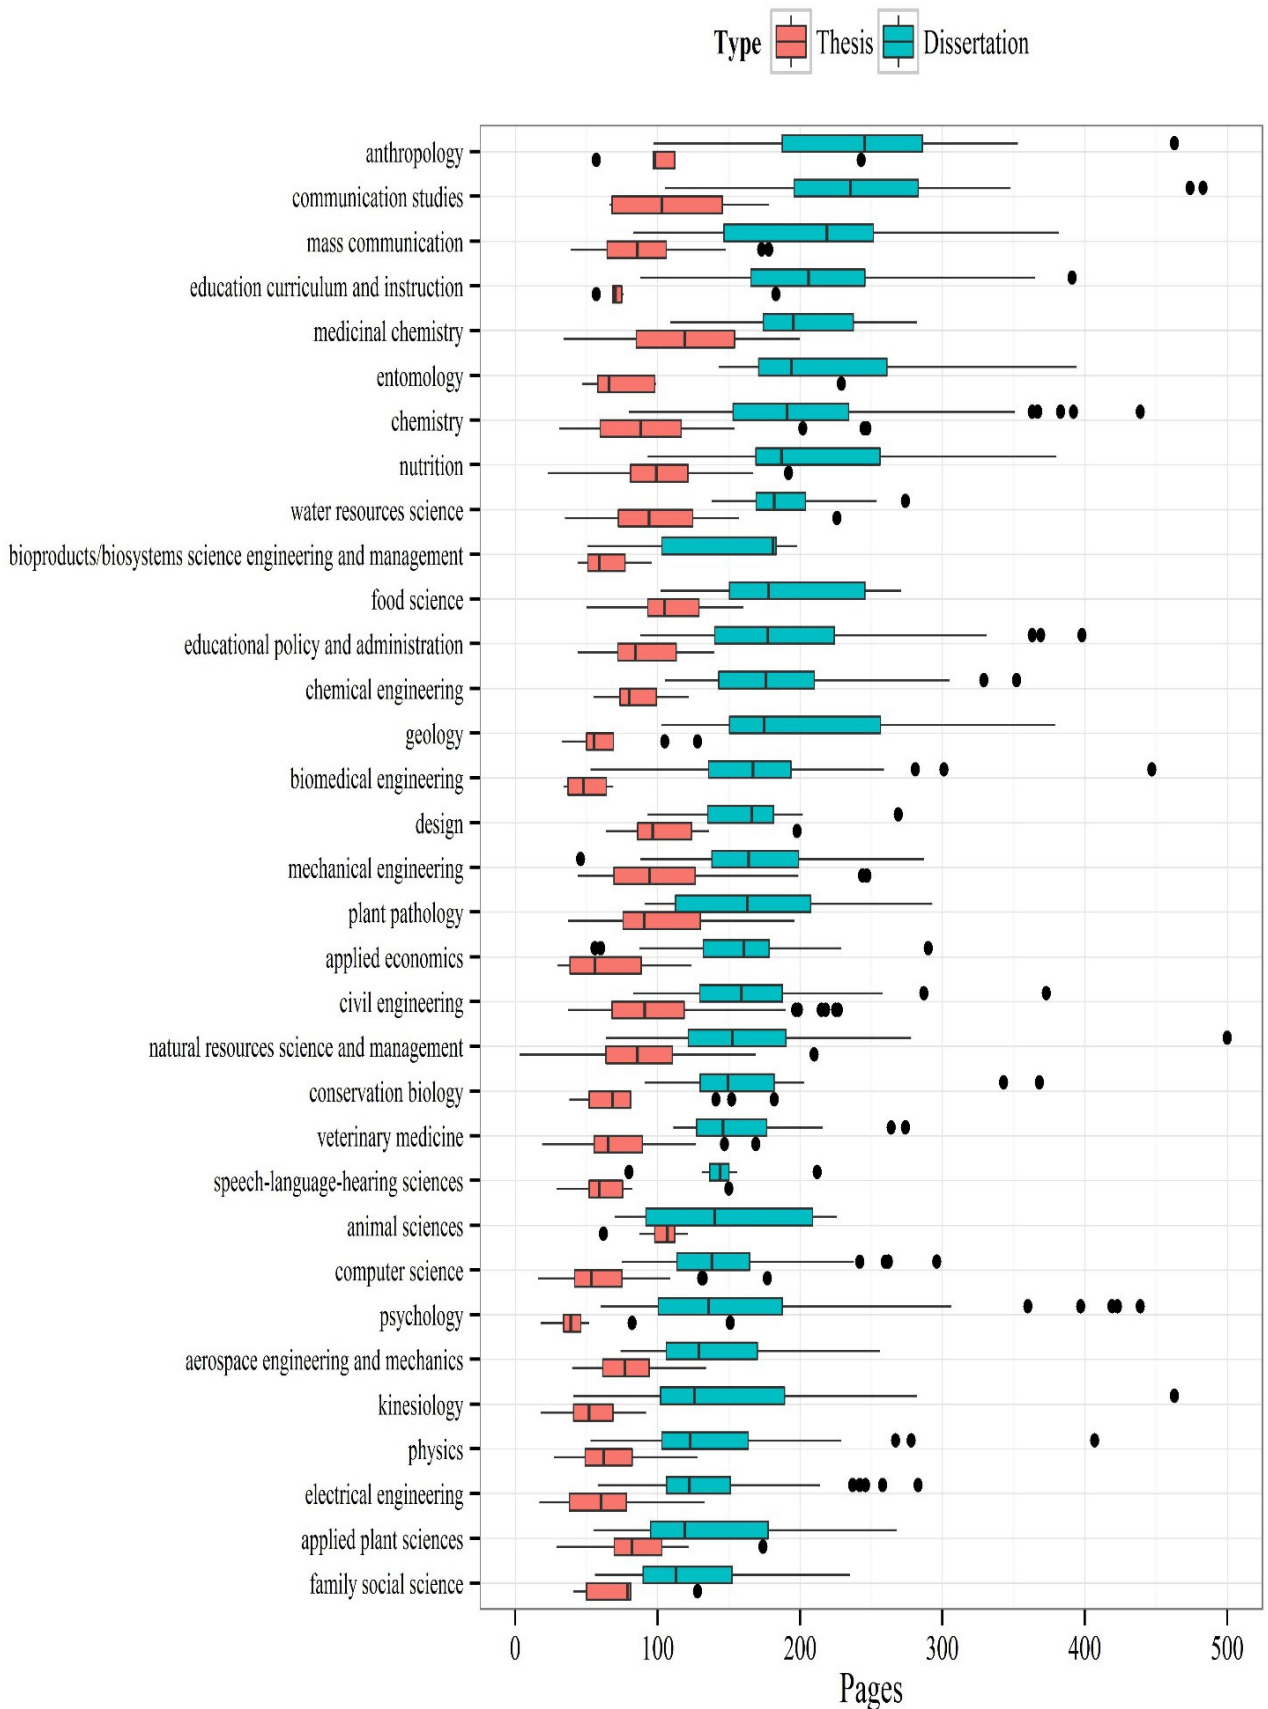 Type Thesis Dissertation
anthropology
communication studies
mass communication
education curriculum and instruction
medicinal chemistry
entomology
chemistry
nutrition
water resources science
bioproducts/biosystems science engineering and management
food science
educational policy and administration
chemical engineering
geology
biomedical engineering
design
mechanical engineering
plant pathology
applied economics
civil engineering
natural resources science and management
conservation biology
veterinary medicine
speech-language-hearing sciences
animal sciences
computer science
psychology
aerospace engineering and mechanics
kinesiology
physics
electrical engineering
applied plant sciences
family social science
0 100 200 300 400 500
Pages